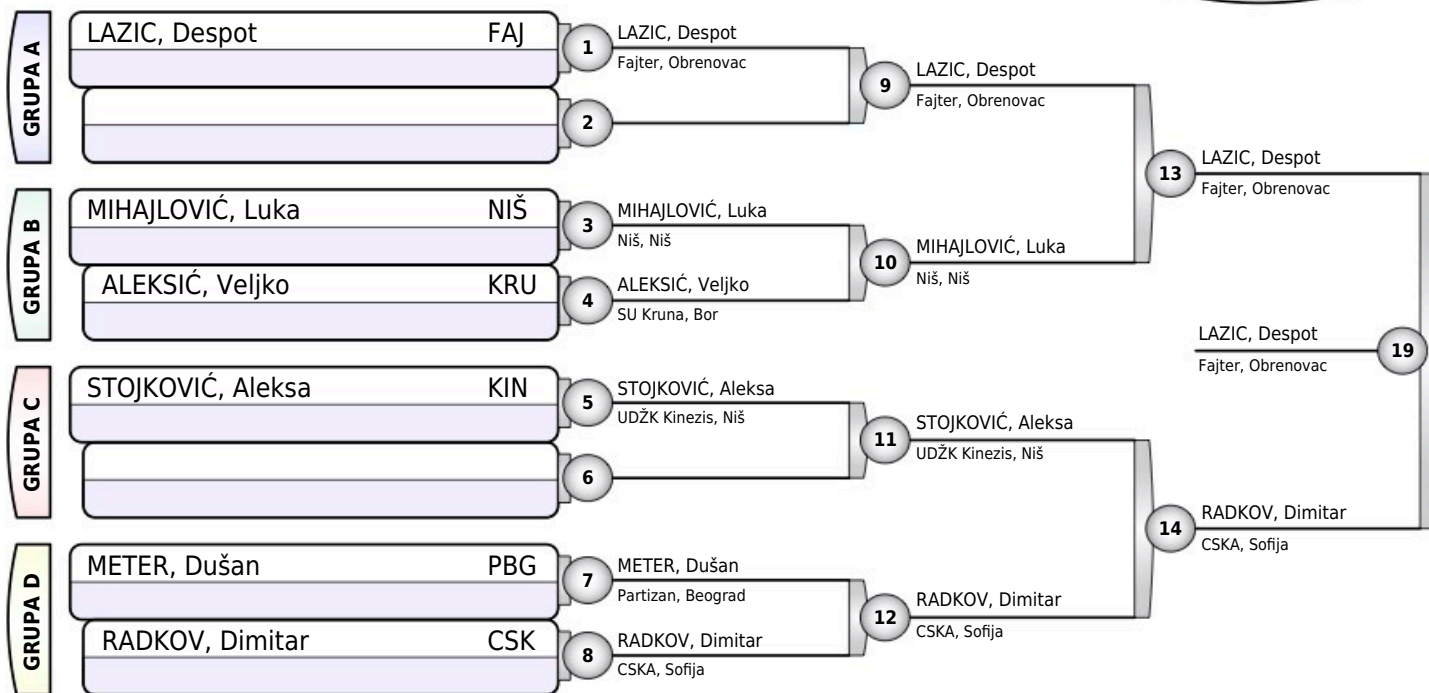 GRUPA A
LAZIC, Despot FAJ
1
2
LAZIC, Despot
Fajter, Obrenovac
9
LAZIC, Despot
Fajter, Obrenovac
GRUPA B
MIHAJLOVIĆ, Luka NIŠ
ALEKSIĆ, Veljko KRU
3
MIHAJLOVIĆ, Luka
Niš, Niš
4
ALEKSIĆ, Veljko
SU Kruna, Bor
10
MIHAJLOVIĆ, Luka
Niš, Niš
13
LAZIC, Despot
Fajter, Obrenovac
GRUPA C
STOJKOVIĆ, Aleksa KIN
5
STOJKOVIĆ, Aleksa
UDŽK Kinezis, Niš
6
11
STOJKOVIĆ, Aleksa
UDŽK Kinezis, Niš
GRUPA D
METER, Dušan PBG
RADKOV, Dimitar CSK
7
METER, Dušan
Partizan, Beograd
8
RADKOV, Dimitar
CSKA, Sofija
12
RADKOV, Dimitar
CSKA, Sofija
14
RADKOV, Dimitar
CSKA, Sofija
LAZIC, Despot
Fajter, Obrenovac
19